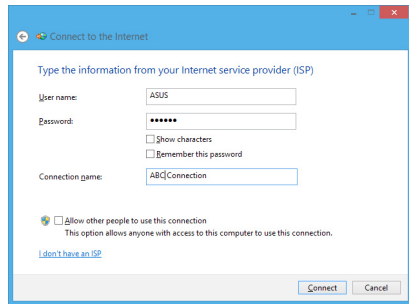 Connect to the Internet
Type the information from your Internet service provider (ISP)
User name: ASUS
Password: ••••••
Show characters
Remember this password
Connection name: ABC Connection
Allow other people to use this connection
This option allows anyone with access to this computer to use this connection.
I don't have an ISP
Connect Cancel